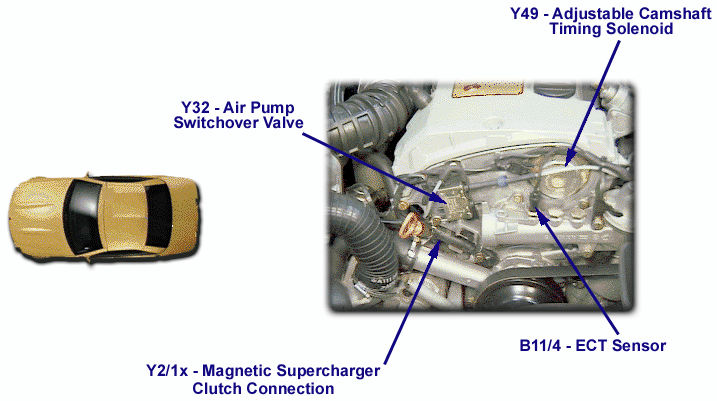 Y49 - Adjustable Camshaft
Timing Solenoid
Y32 - Air Pump
Switchover Valve
B11/4 - ECT Sensor
Y2/1x - Magnetic Supercharger
Clutch Connection